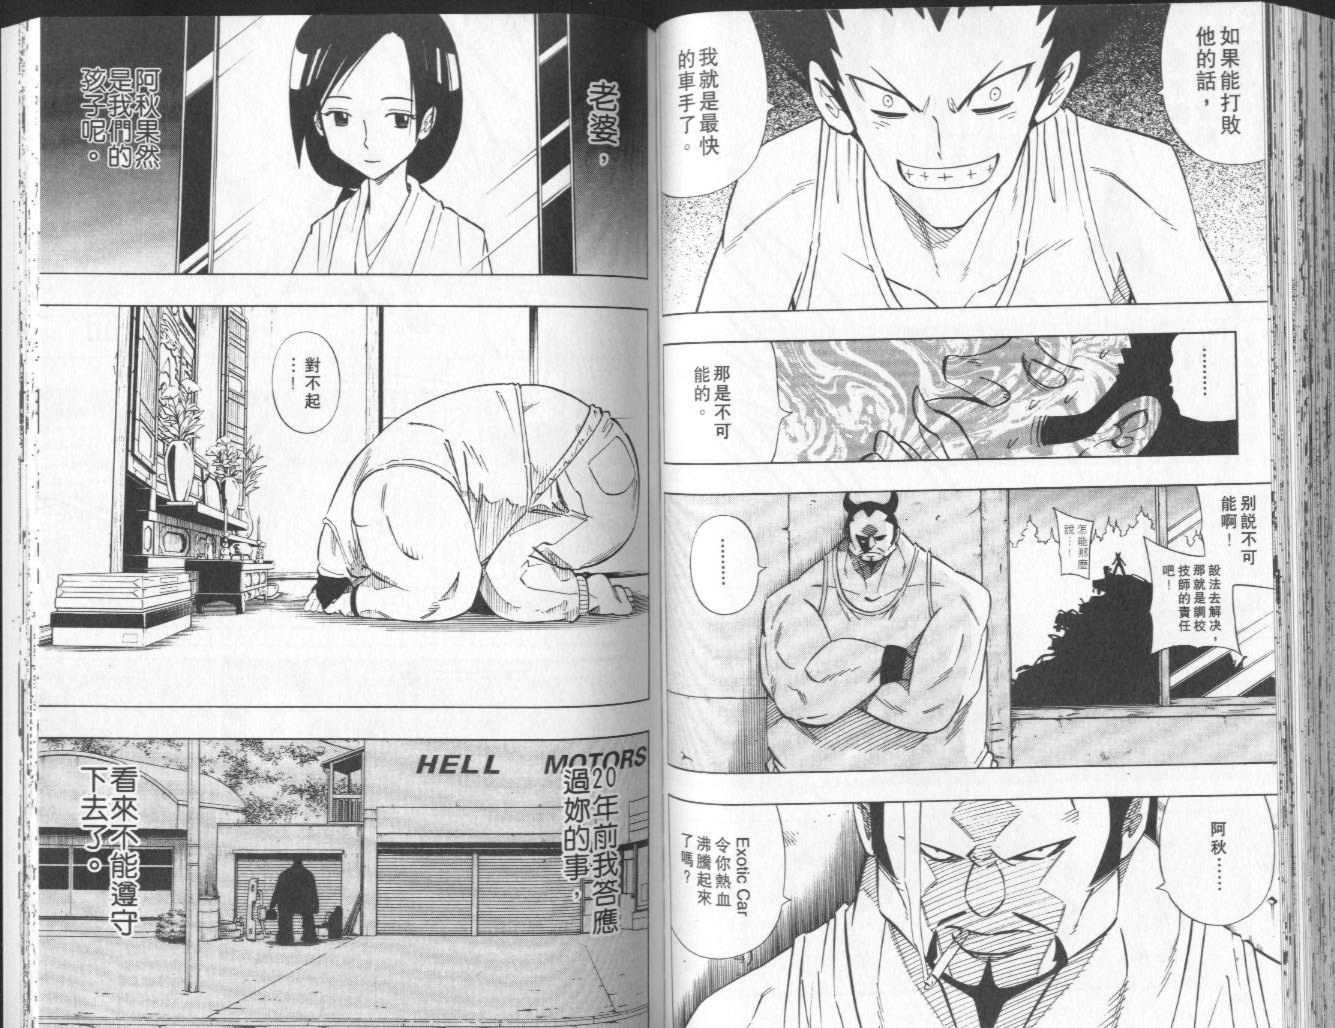 如果能打敗
他的話，
我就是最快
的車手了。
………
那是不可
能的。
別說不可
能啊！
設法去解決，
那就是調校
技師的責任
吧！
怎能那麼
說…！
………
阿秋……
Exotic Car
令你熱血
沸騰起來
了嗎？
老婆，
阿秋果然
是我們的
孩子呢。
對不起
…！
HELL MOTORS
20年前我答應
過妳的事，
看來不能遵守
下去了。